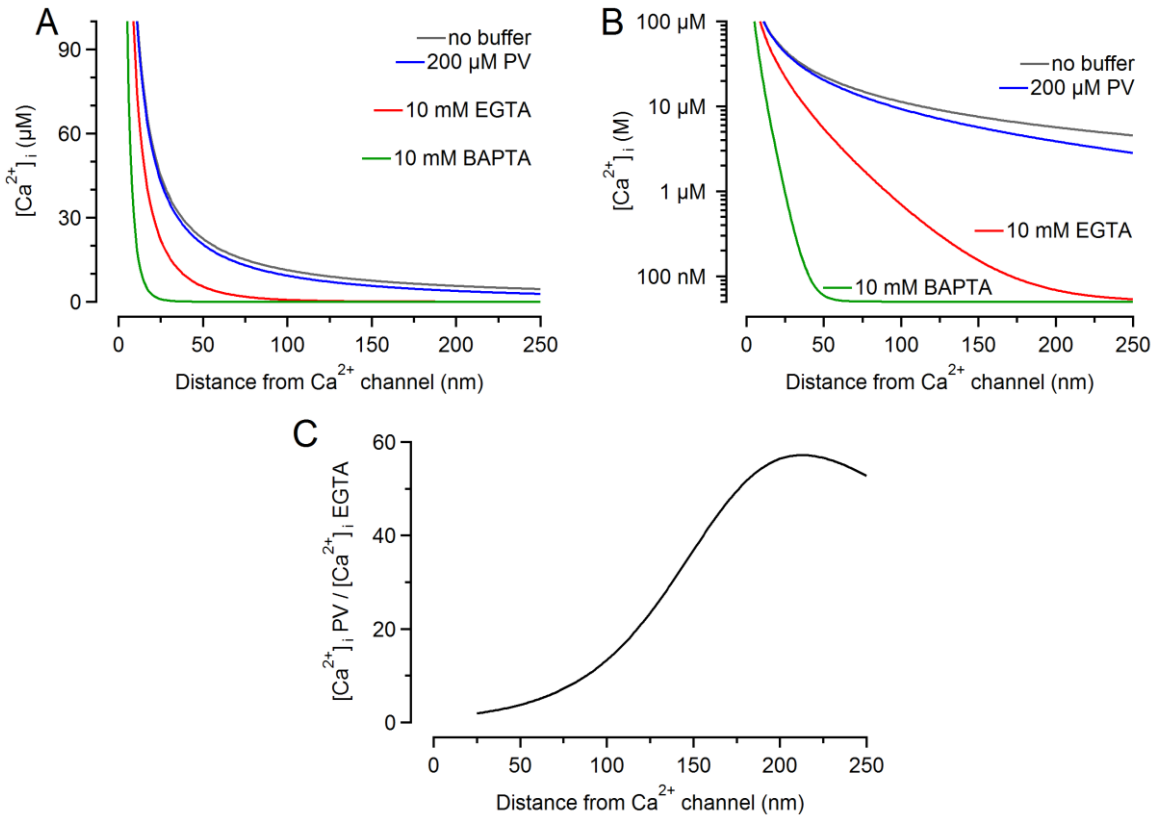 A
90
60
30
0
[Ca²⁺]ᵢ (µM)
no buffer
200 µM PV
10 mM EGTA
10 mM BAPTA
0 50 100 150 200 250
Distance from Ca²⁺ channel (nm)
B
100 µM
10 µM
1 µM
100 nM
[Ca²⁺]ᵢ (M)
no buffer
200 µM PV
10 mM EGTA
10 mM BAPTA
0 50 100 150 200 250
Distance from Ca²⁺ channel (nm)
C
60
40
20
0
[Ca²⁺]ᵢ PV / [Ca²⁺]ᵢ EGTA
0 50 100 150 200 250
Distance from Ca²⁺ channel (nm)